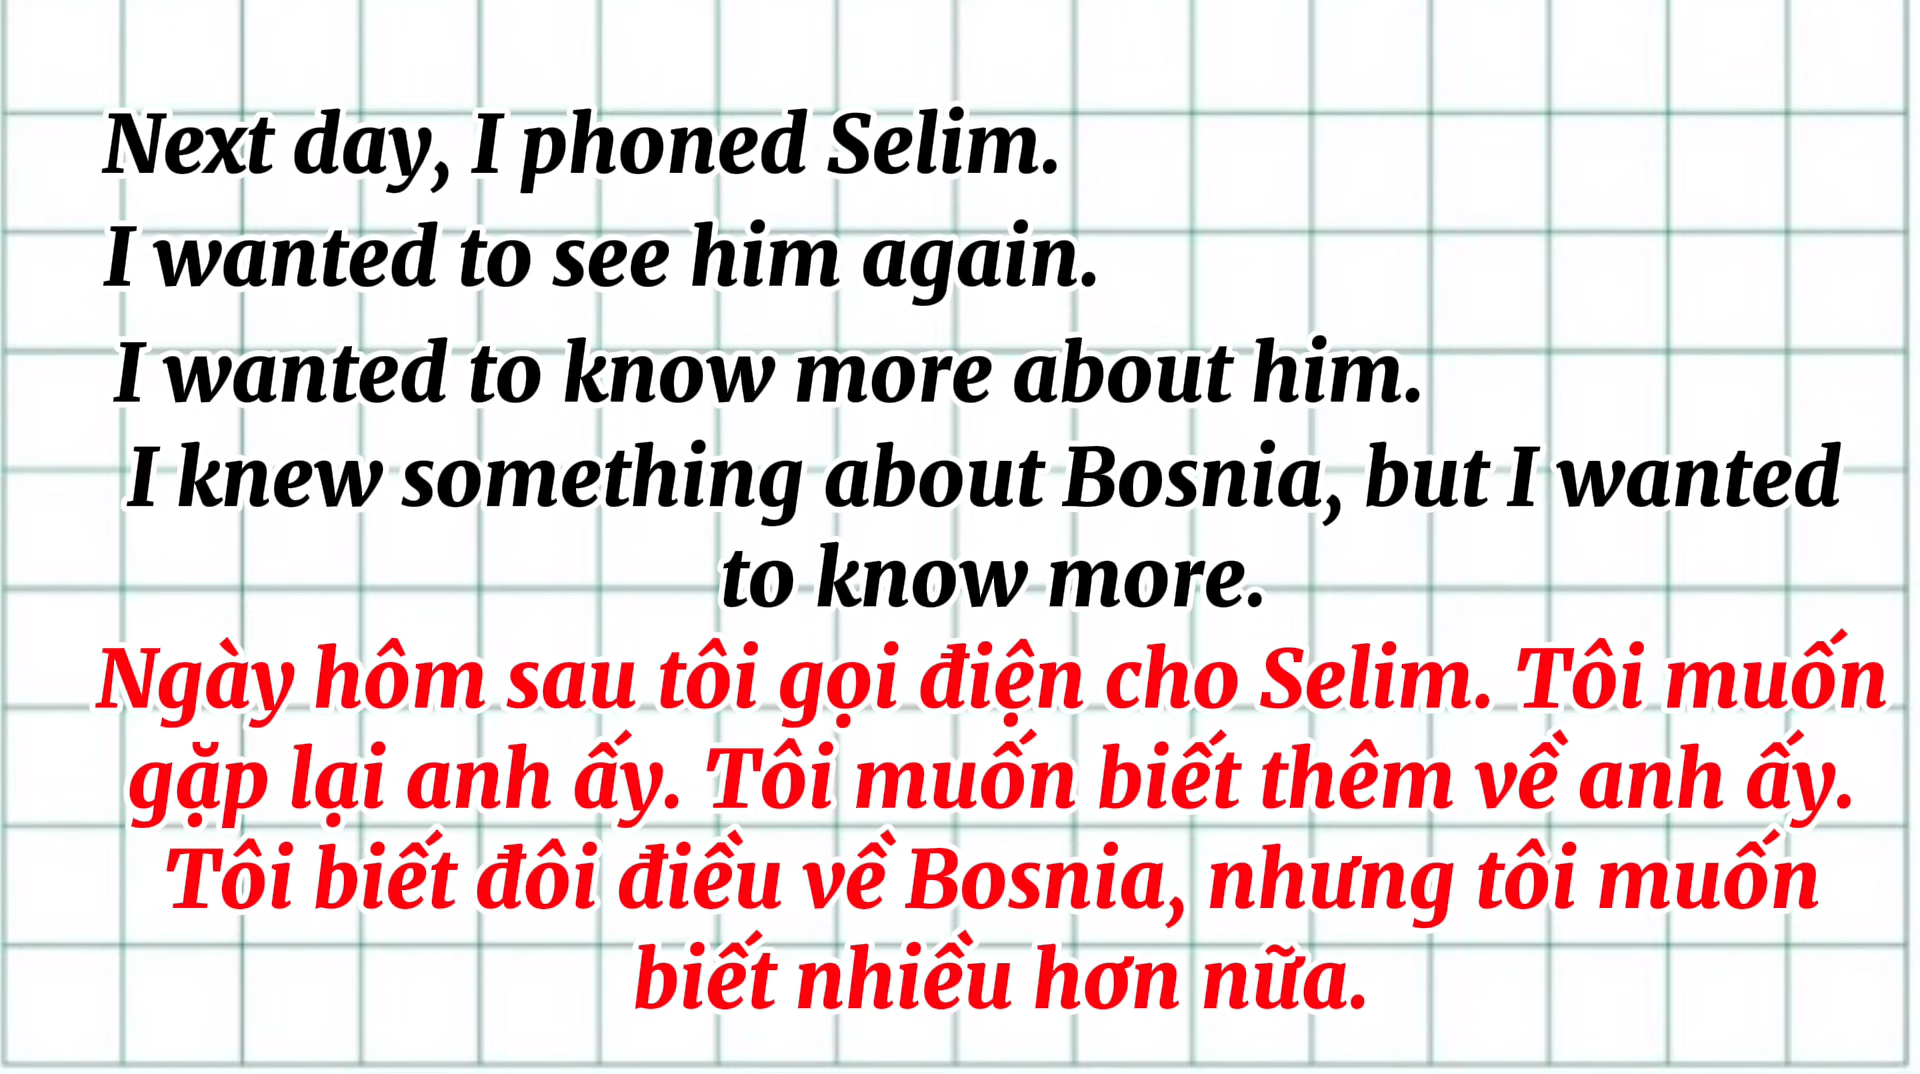 Next day, I phoned Selim.
I wanted to see him again.
I wanted to know more about him.
I knew something about Bosnia, but I wanted
to know more.
Ngày hôm sau tôi gọi điện cho Selim. Tôi muốn
gặp lại anh ấy. Tôi muốn biết thêm về anh ấy.
Tôi biết đôi điều về Bosnia, nhưng tôi muốn
biết nhiều hơn nữa.